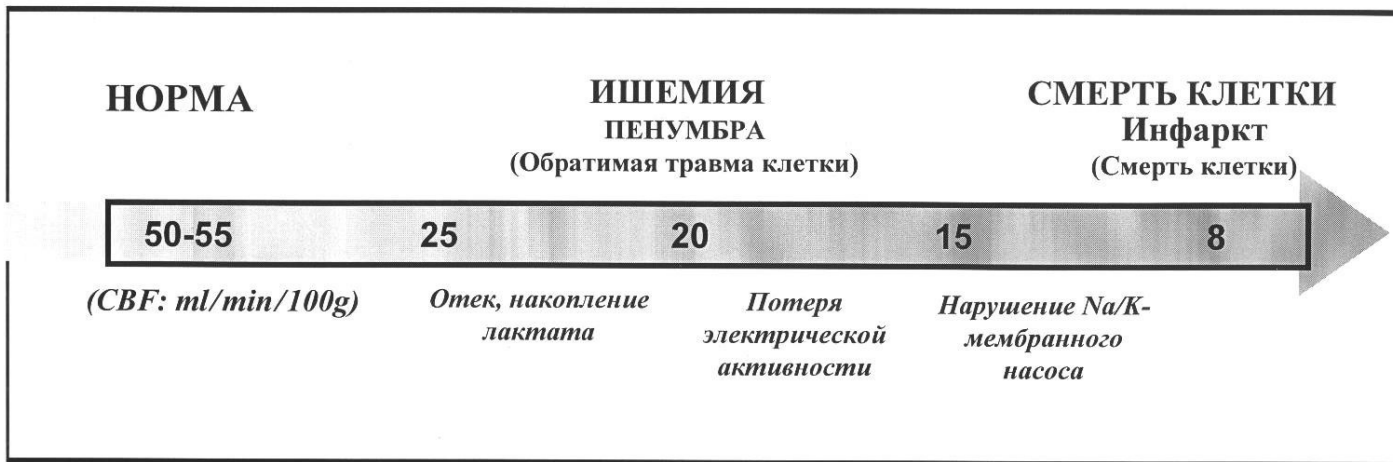 НОРМА
ИШЕМИЯ
ПЕНУМБРА
(Обратимая травма клетки)
СМЕРТЬ КЛЕТКИ
Инфаркт
(Смерть клетки)
50-55 25 20 15 8
(CBF: ml/min/100g)
Отек, накопление
лактата
Потеря
электрической
активности
Нарушение Na/K-
мембранного
насоса